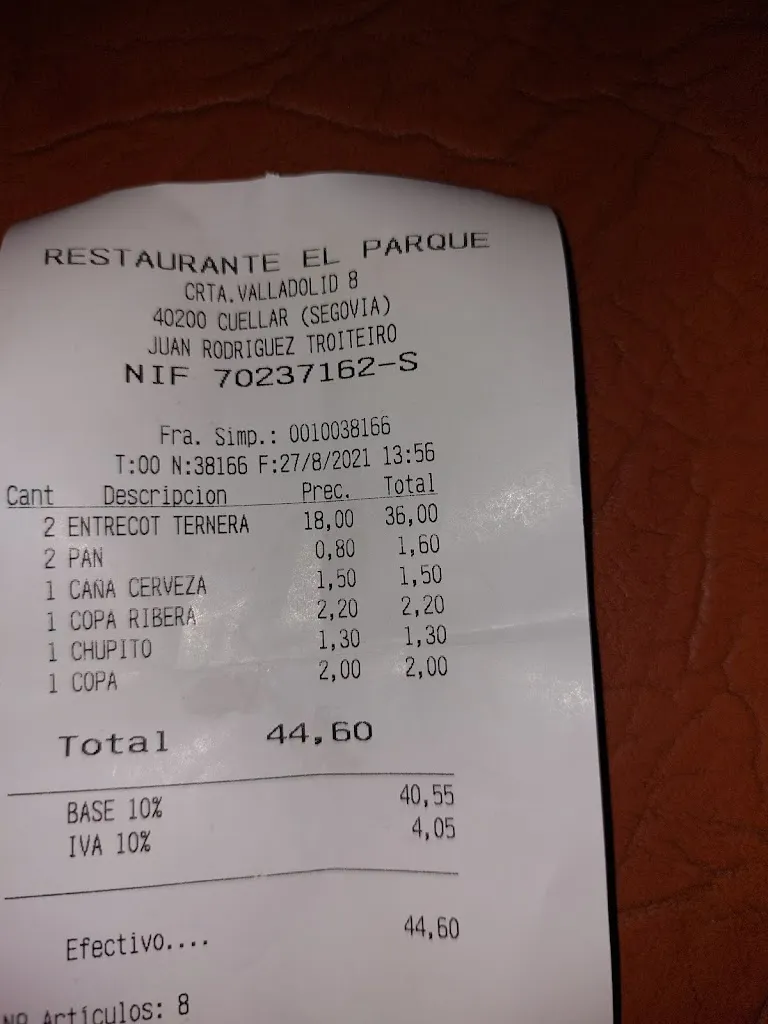 RESTAURANTE EL PARQUE
CRTA.VALLADOLID 8
40200 CUELLAR (SEGOVIA)
JUAN RODRIGUEZ TROITEIRO
NIF 70237162-S
Fra. Simp.: 0010038166
T:00 N:38166 F:27/8/2021 13:56
Cant Descripcion Prec. Total
2 ENTRECOT TERNERA 18,00 36,00
2 PAN 0,80 1,60
1 CAÑA CERVEZA 1,50 1,50
1 COPA RIBERA 2,20 2,20
1 CHUPITO 1,30 1,30
1 COPA 2,00 2,00
Total 44,60
BASE 10% 40,55
IVA 10% 4,05
Efectivo.... 44,60
Nº Artículos: 8